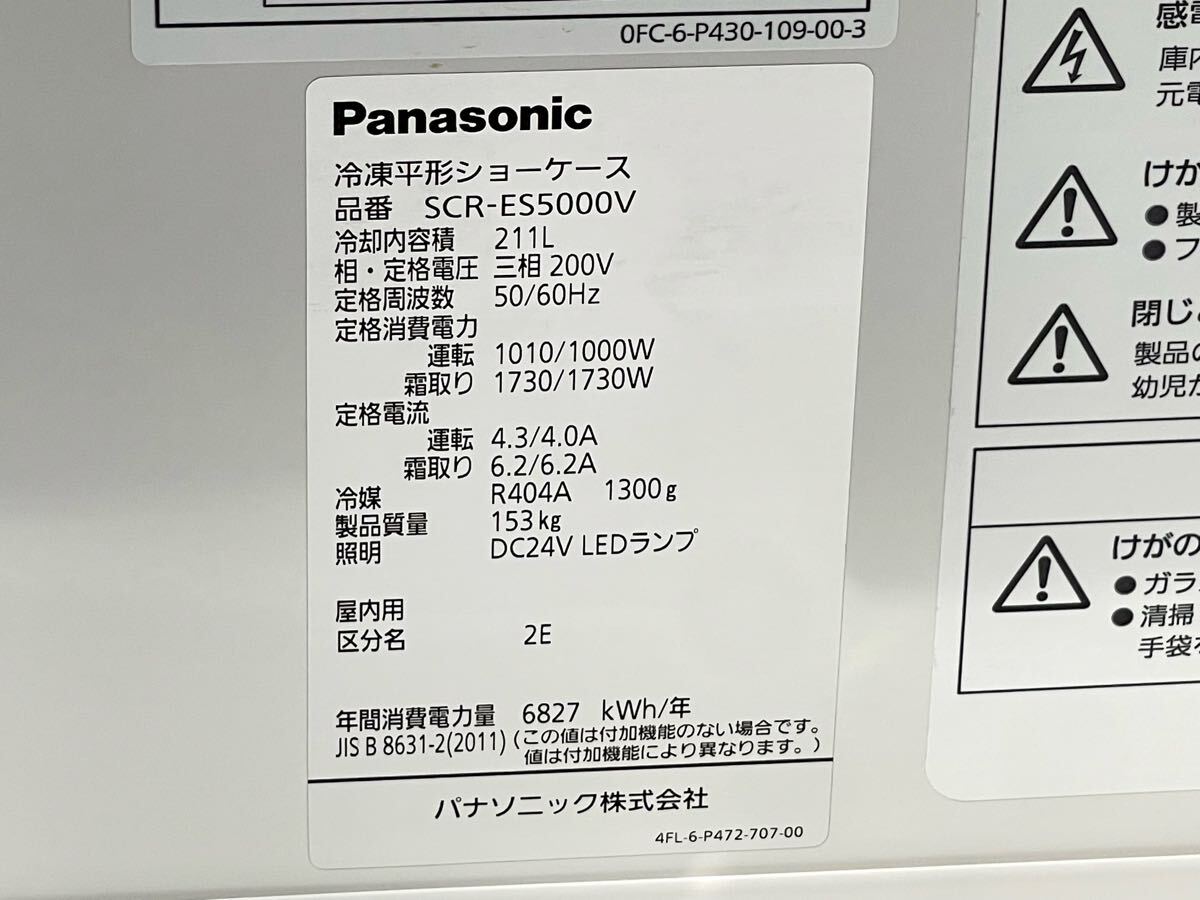 0FC-6-P430-109-00-3
Panasonic
冷凍平形ショーケース
品番 SCR-ES5000V
冷却内容積 211L
相・定格電圧 三相 200V
定格周波数 50/60Hz
定格消費電力
運転 1010/1000W
霜取り 1730/1730W
定格電流
運転 4.3/4.0A
霜取り 6.2/6.2A
冷媒 R404A 1300g
製品質量 153kg
照明 DC24V LEDランプ
屋内用
区分名 2E
年間消費電力量 6827 kWh/年
JIS B 8631-2(2011) (この値は付加機能のない場合です。
値は付加機能により異なります。)
パナソニック株式会社
4FL-6-P472-707-00
感電
庫内
元電
けが
●製
●フ
閉じ
製品の
幼児が
けがの
●ガラ
●清掃
手袋を